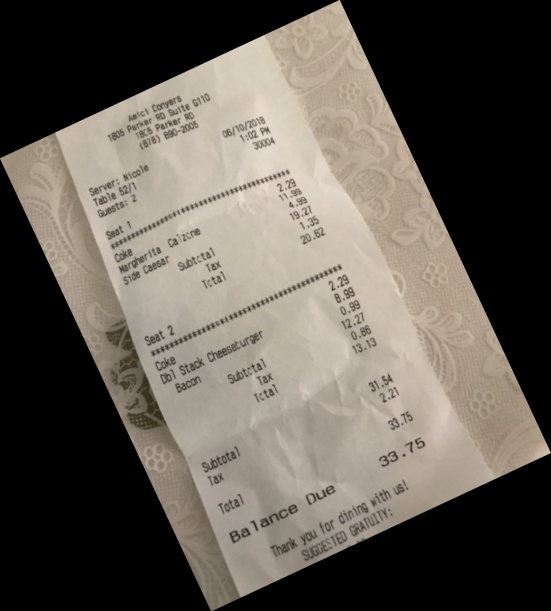 Amici Conyers
1805 Parker RD Suite G110
1805 Parker RD
(678) 890-2005
Server: Nicole 06/10/2018
Table 52/1 1:02 PM
Guests: 2 30004
Seat 1
********************************
Coke 2.29
Margherita Calzone 11.99
Side Caesar 4.99
Subtotal 19.27
Tax 1.35
Total 20.62
Seat 2
********************************
Coke 2.29
Dbl Stack Cheeseburger 8.99
Bacon 0.99
Subtotal 12.27
Tax 0.86
Total 13.13
Subtotal 31.54
Tax 2.21
Total 33.75
Balance Due 33.75
Thank you for dining with us!
SUGGESTED GRATUITY: